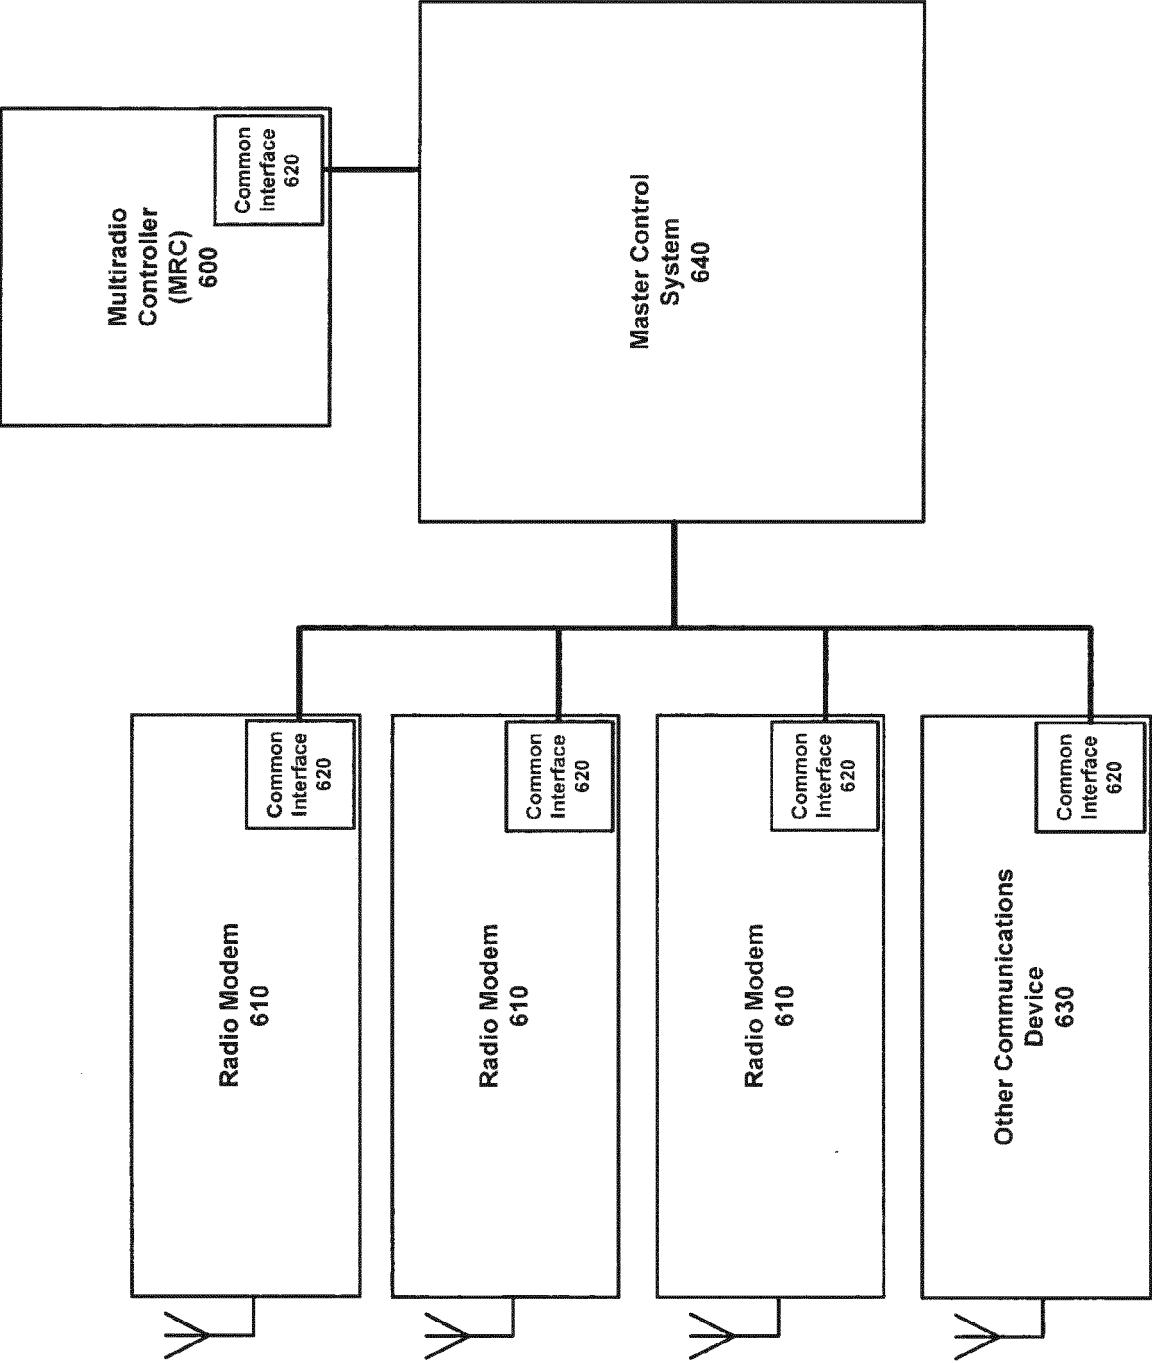 Multiradio
Controller
(MRC)
600
Common
Interface
620
Master Control
System
640
Radio Modem
610
Common
Interface
620
Radio Modem
610
Common
Interface
620
Radio Modem
610
Common
Interface
620
Other Communications
Device
630
Common
Interface
620